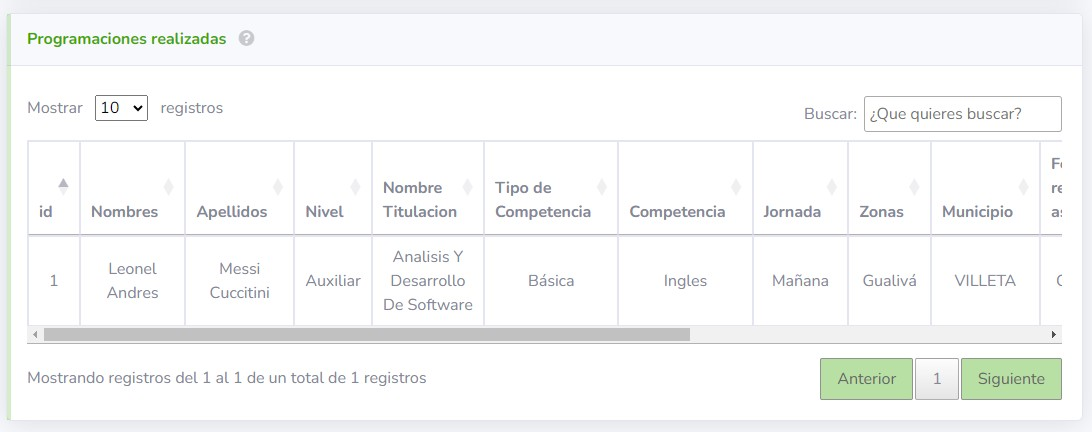 Programaciones realizadas ?
Mostrar 10 registros
Buscar: ¿Que quieres buscar?
id Nombres Apellidos Nivel Nombre Titulacion Tipo de Competencia Competencia Jornada Zonas Municipio
1 Leonel Andres Messi Cuccitini Auxiliar Analisis Y Desarrollo De Software Básica Ingles Mañana Gualivá VILLETA
Mostrando registros del 1 al 1 de un total de 1 registros
Anterior 1 Siguiente